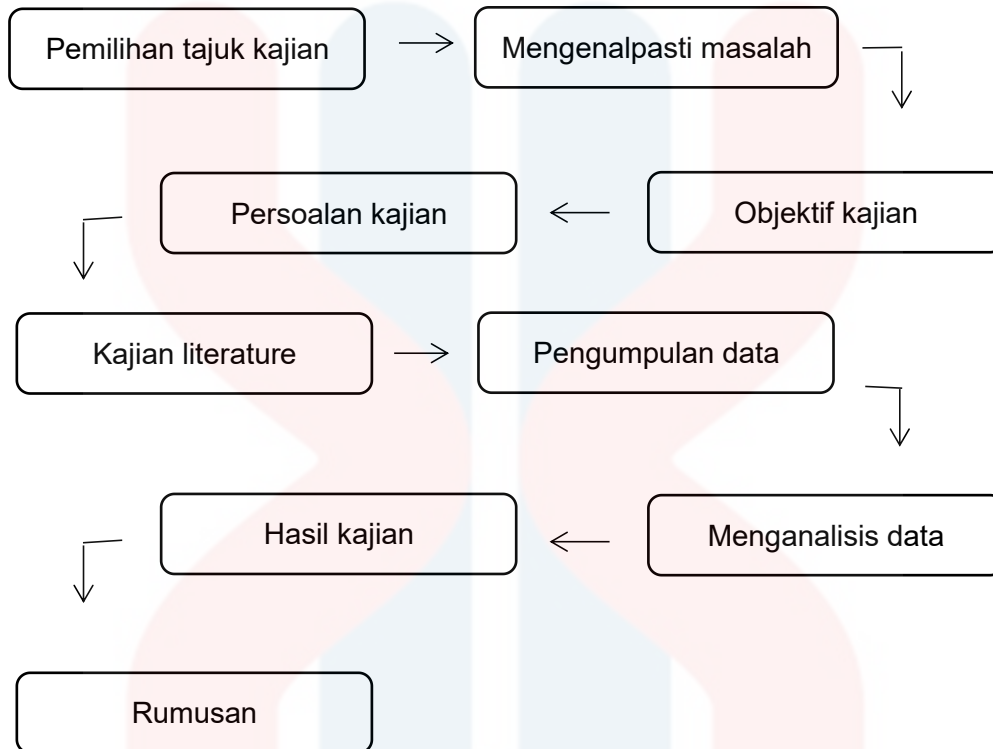 Pemilihan tajuk kajian
Mengenalpasti masalah
Objektif kajian
Persoalan kajian
Kajian literature
Pengumpulan data
Menganalisis data
Hasil kajian
Rumusan